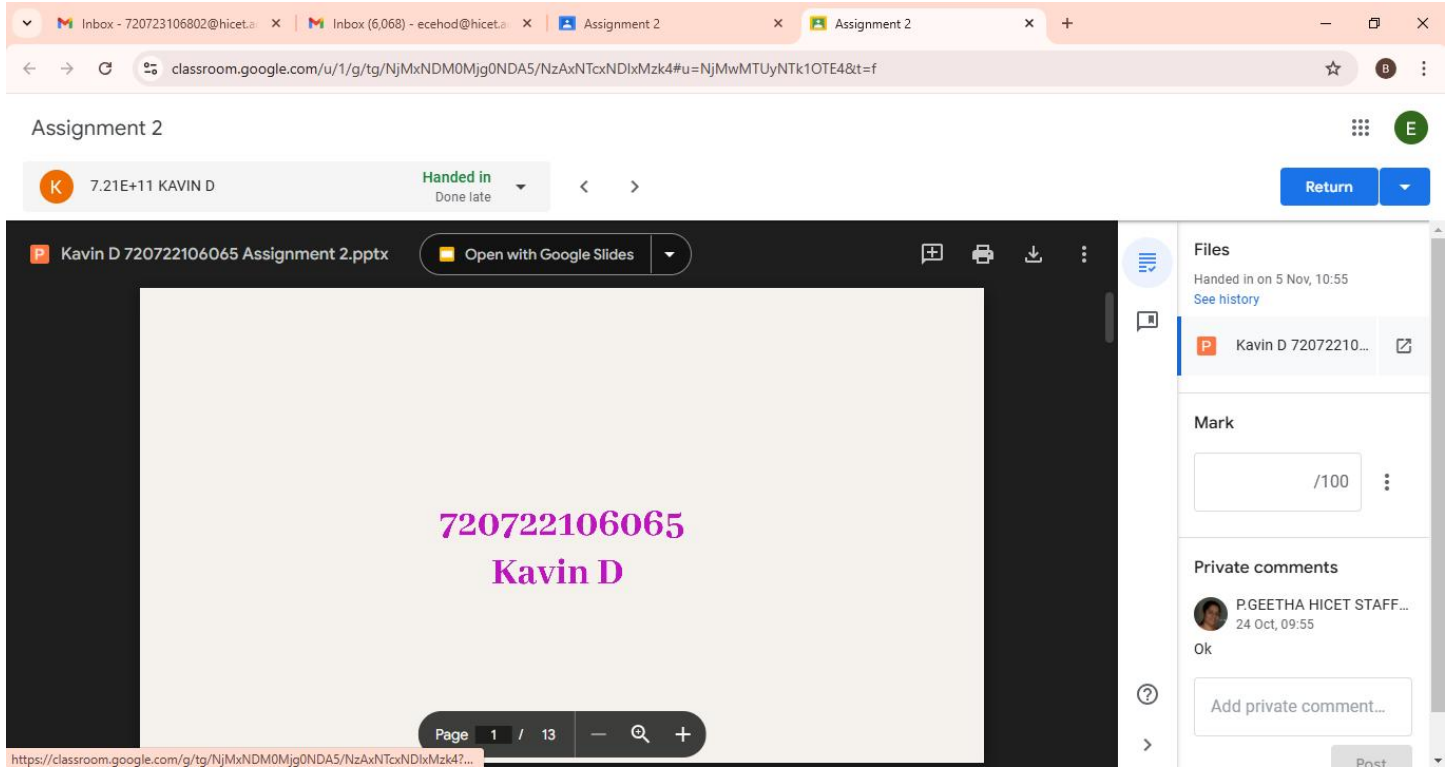 Inbox - 720723106802@hicet.a
Inbox (6,068) - ecehod@hicet.a
Assignment 2
Assignment 2
classroom.google.com/u/1/g/tg/NjMxNDM0Mjg0NDA5/NzAxNTcxNDIxMzk4#u=NjMwMTUyNTk1OTE4&t=f
B
Assignment 2
E
K
7.21E+11 KAVIN D
Handed in
Done late
Return
P
Kavin D 720722106065 Assignment 2.pptx
Open with Google Slides
720722106065
Kavin D
Page 1 / 13
Files
Handed in on 5 Nov, 10:55
See history
P
Kavin D 72072210...
Mark
/100
Private comments
P.GEETHA HICET STAFF...
24 Oct, 09:55
Ok
Add private comment...
Post
https://classroom.google.com/g/tg/NjMxNDM0Mjg0NDA5/NzAxNTcxNDIxMzk4?...